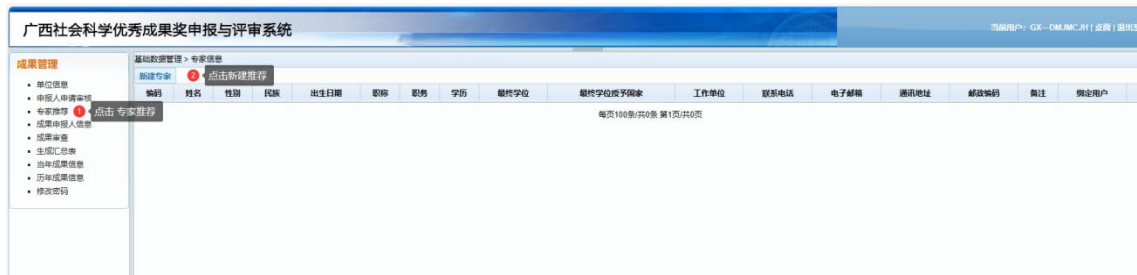 广西社会科学优秀成果奖申报与评审系统
当前用户：GX--DMJMCJH | 桌面 |
成果管理
单位信息
申报人申请审核
专家推荐 1 点击 专家推荐
成果申报人信息
成果审查
生成汇总表
当年成果信息
历年成果信息
修改密码
基础数据管理 > 专家信息
新建专家 2 点击新建推荐
编码 姓名 性别 民族 出生日期 职称 职务 学历 最终学位 最终学位授予国家 工作单位 联系电话 电子邮箱 通讯地址 邮政编码 备注 绑定用户
每页100条/共0条 第1页/共0页